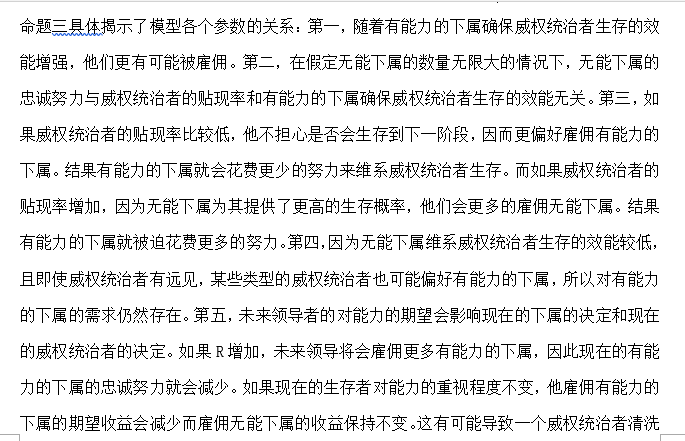 命题三具体揭示了模型各个参数的关系：第一，随着有能力的下属确保威权统治者生存的效
能增强，他们更有可能被雇佣。第二，在假定无能下属的数量无限大的情况下，无能下属的
忠诚努力与威权统治者的贴现率和有能力的下属确保威权统治者生存的效能无关。第三，如
果威权统治者的贴现率比较低，他不担心是否会生存到下一阶段，因而更偏好雇佣有能力的
下属。结果有能力的下属就会花费更少的努力来维系威权统治者生存。而如果威权统治者的
贴现率增加，因为无能下属为其提供了更高的生存概率，他们会更多的雇佣无能下属。结果
有能力的下属就被迫花费更多的努力。第四，因为无能下属维系威权统治者生存的效能较低，
且即使威权统治者有远见，某些类型的威权统治者也可能偏好有能力的下属，所以对有能力
的下属的需求仍然存在。第五，未来领导者的对能力的期望会影响现在的下属的决定和现在
的威权统治者的决定。如果 R 增加，未来领导将会雇佣更多有能力的下属，因此现在的有能
力的下属的忠诚努力就会减少。如果现在的生存者对能力的重视程度不变，他雇佣有能力的
下属的期望收益会减少而雇佣无能下属的收益保持不变。这有可能导致一个威权统治者清洗